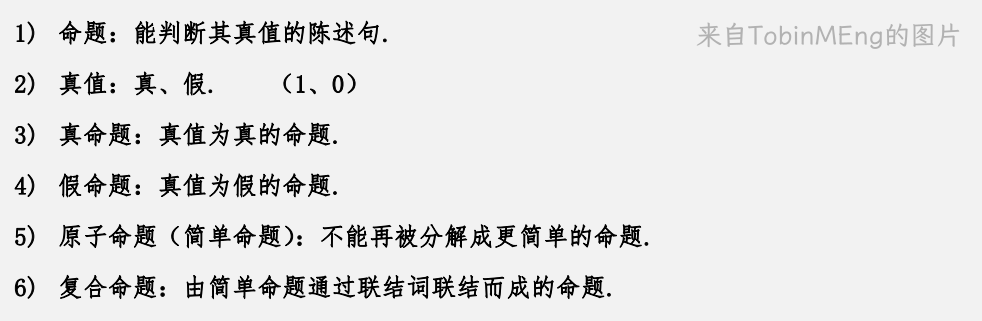 来自TobinMEng的图片
1) 命题：能判断其真值的陈述句.
2) 真值：真、假. （1、0）
3) 真命题：真值为真的命题.
4) 假命题：真值为假的命题.
5) 原子命题（简单命题）：不能再被分解成更简单的命题.
6) 复合命题：由简单命题通过联结词联结而成的命题.